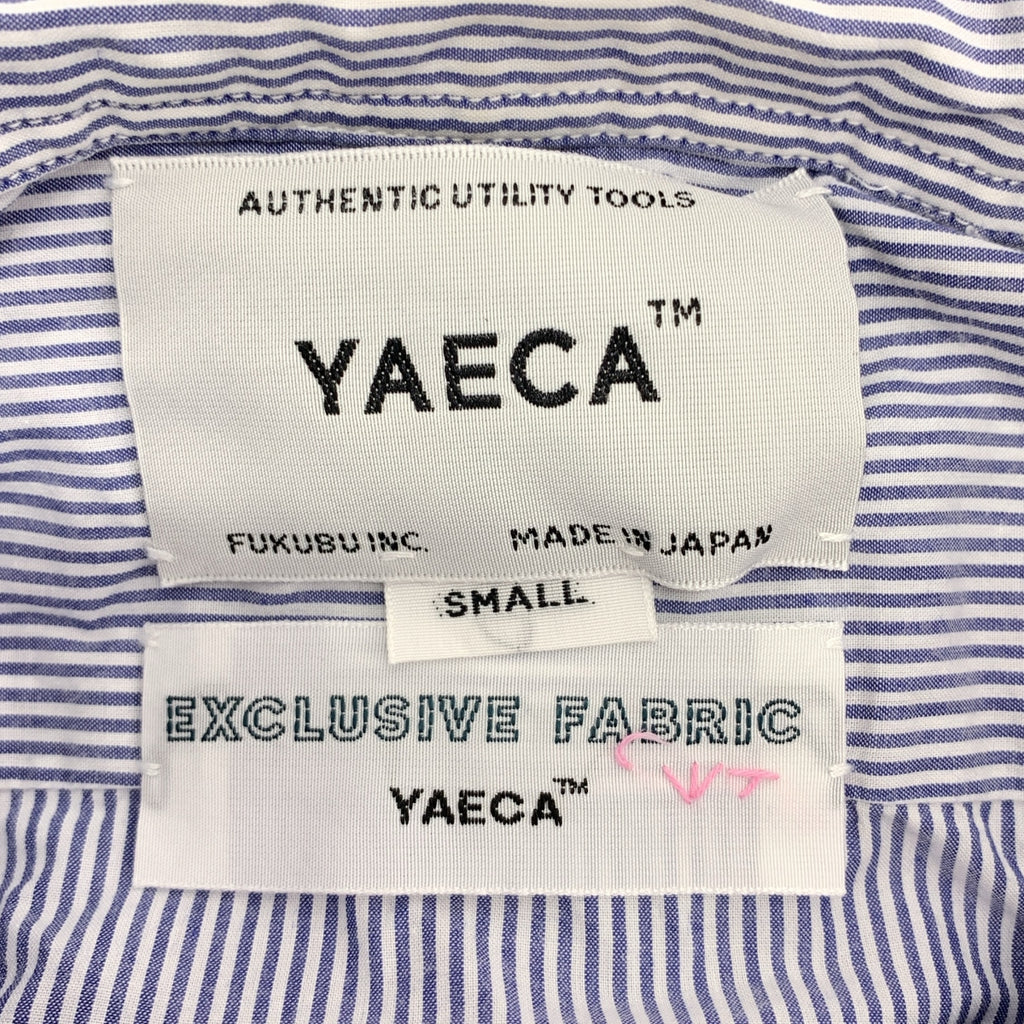 AUTHENTIC UTILITY TOOLS
YAECA™
FUKUBU INC. MADE IN JAPAN
SMALL
EXCLUSIVE FABRIC
YAECA™